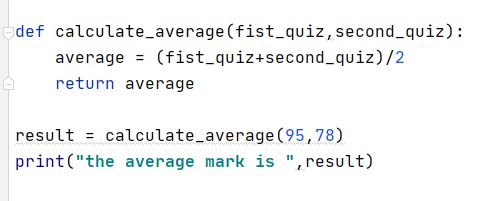 def calculate_average(fist_quiz,second_quiz):
    average = (fist_quiz+second_quiz)/2
    return average
result = calculate_average(95,78)
print("the average mark is ",result)